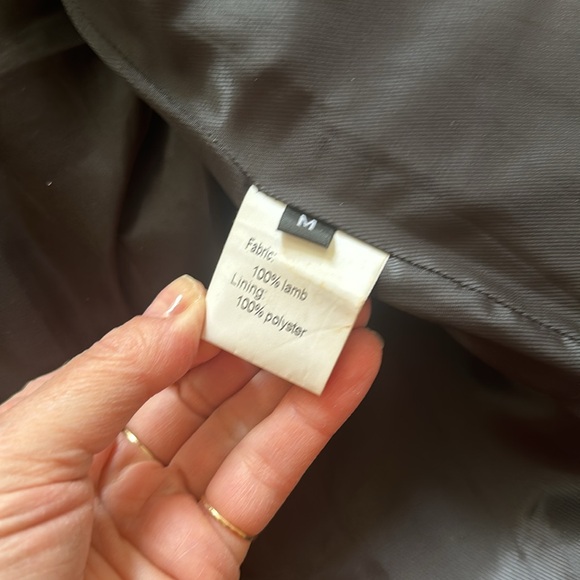 M
Fabric:
100% lamb
Lining:
100% polyster